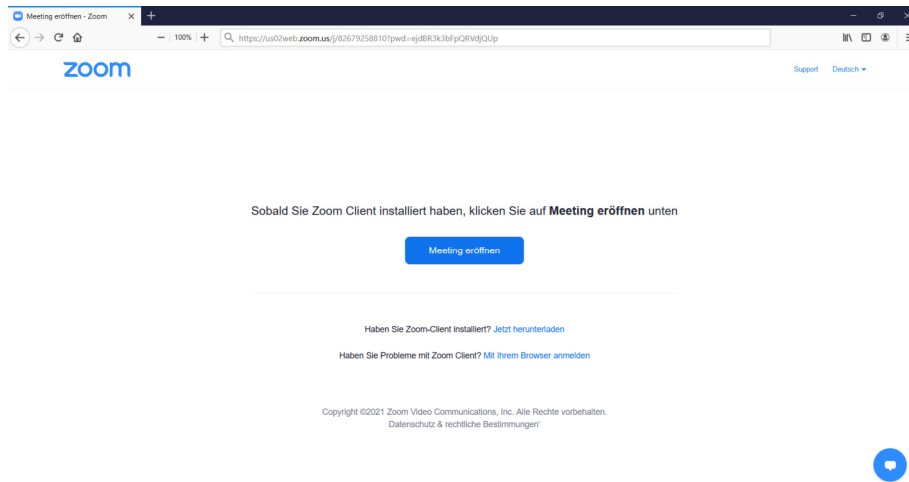 Meeting eröffnen - Zoom
100%
https://us02web.zoom.us/j/82679258810?pwd=ejdBR3k3bFpQRVdjQUp
zoom
Support Deutsch
Sobald Sie Zoom Client installiert haben, klicken Sie auf Meeting eröffnen unten
Meeting eröffnen
Haben Sie Zoom-Client installiert? Jetzt herunterladen
Haben Sie Probleme mit Zoom Client? Mit Ihrem Browser anmelden
Copyright ©2021 Zoom Video Communications, Inc. Alle Rechte vorbehalten.
Datenschutz & rechtliche Bestimmungen'